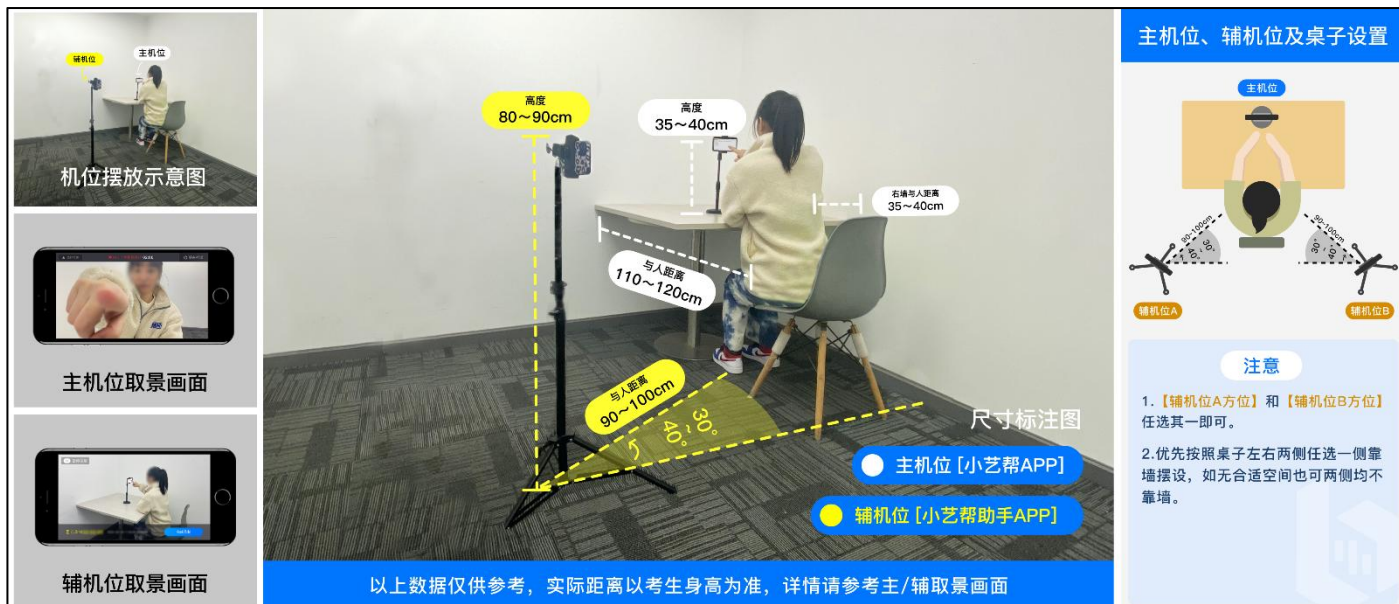 辅机位
主机位
机位摆放示意图
主机位取景画面
辅机位取景画面
高度
80～90cm
高度
35～40cm
右墙与人距离
35～40cm
与人距离
110～120cm
与人距离
90～100cm
30°
~
40°
尺寸标注图
主机位 [小艺帮APP]
辅机位 [小艺帮助手APP]
以上数据仅供参考，实际距离以考生身高为准，详情请参考主/辅取景画面
主机位、辅机位及桌子设置
主机位
90-100cm
30°
~
40°
90-100cm
30°
~
40°
辅机位A
辅机位B
注意
1.【辅机位A方位】和【辅机位B方位】
任选其一即可。
2.优先按照桌子左右两侧任选一侧靠
墙摆设，如无合适空间也可两侧均不
靠墙。